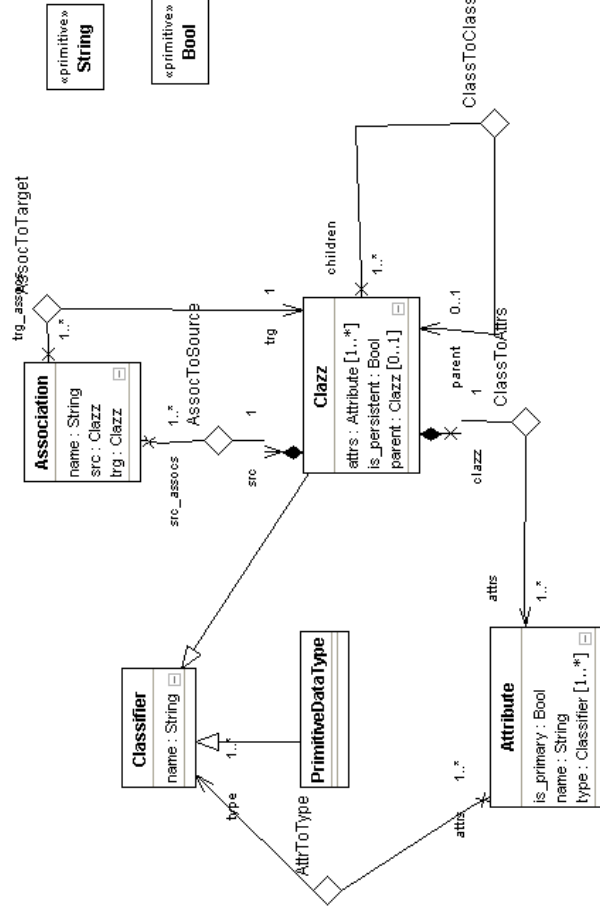 trg_assocs
AssocToTarget
1..*
«primitive»
String
Association
name : String
src : Clazz
trg : Clazz
«primitive»
Bool
Classifier
name : String
src_assocs
1..*
AssocToSource
type
1..*
src
1
trg
1
AttrToType
PrimitiveDataType
Clazz
attrs : Attribute [1..*]
is_persistent : Bool
parent : Clazz [0..1]
children
1..*
ClassToClass
attrs
1..*
parent
0..1
clazz
1
ClassToAttrs
attrs
1..*
Attribute
is_primary : Bool
name : String
type : Classifier [1..*]